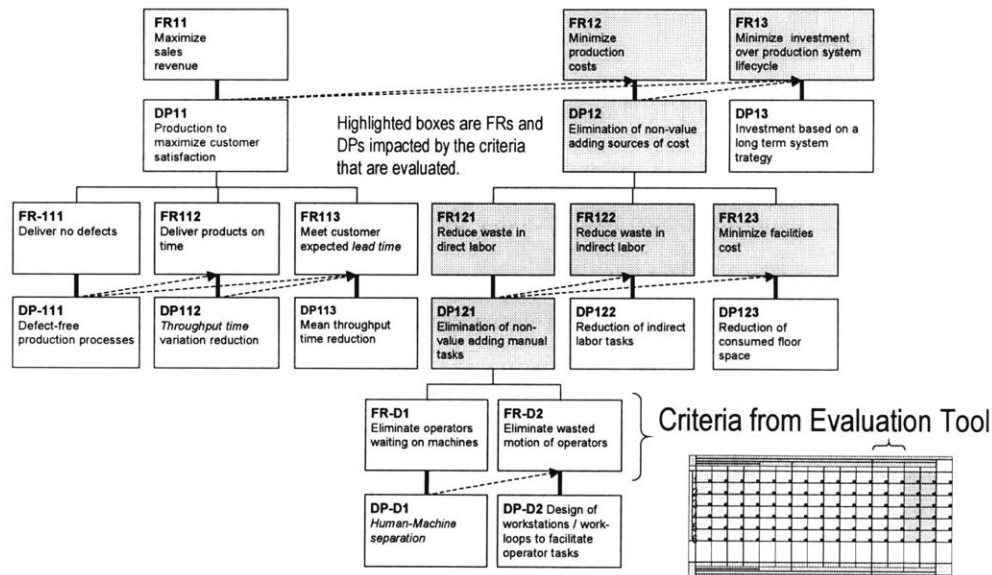 FR11
Maximize
sales
revenue
FR12
Minimize
production
costs
FR13
Minimize investment
over production system
lifecycle
DP11
Production to
maximize customer
satisfaction
Highlighted boxes are FRs and
DPs impacted by the criteria
that are evaluated.
DP12
Elimination of non-value
adding sources of cost
DP13
Investment based on a
long term system
trategy
FR-111
Deliver no defects
FR112
Deliver products on
time
FR113
Meet customer
expected lead time
FR121
Reduce waste in
direct labor
FR122
Reduce waste in
indirect labor
FR123
Minimize facilities
cost
DP-111
Defect-free
production processes
DP112
Throughput time
variation reduction
DP113
Mean throughput
time reduction
DP121
Elimination of non-
value adding manual
tasks
DP122
Reduction of indirect
labor tasks
DP123
Reduction of
consumed floor
space
FR-D1
Eliminate operators
waiting on machines
FR-D2
Eliminate wasted
motion of operators
Criteria from Evaluation Tool
DP-D1
Human-Machine
separation
DP-D2 Design of
workstations / work-
loops to facilitate
operator tasks